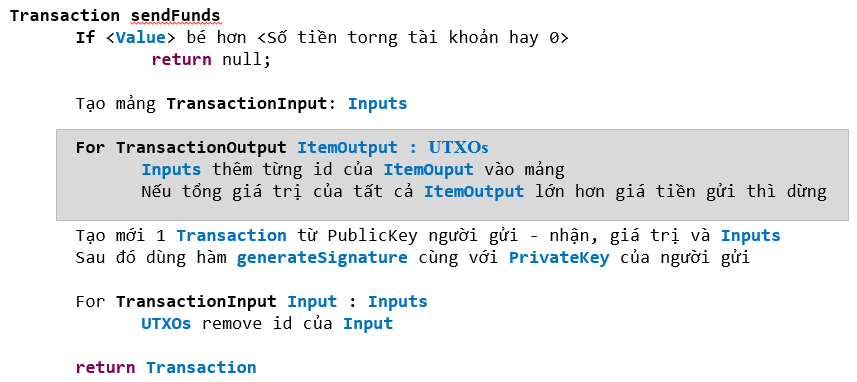 Transaction sendFunds
If <Value> bé hơn <Số tiền torng tài khoản hay 0>
return null;
Tạo mảng TransactionInput: Inputs
For TransactionOutput ItemOutput : UTXOs
Inputs thêm từng id của ItemOuput vào mảng
Nếu tổng giá trị của tất cả ItemOutput lớn hơn giá tiền gửi thì dừng
Tạo mới 1 Transaction từ PublicKey người gửi - nhận, giá trị và Inputs
Sau đó dùng hàm generateSignature cùng với PrivateKey của người gửi
For TransactionInput Input : Inputs
UTXOs remove id của Input
return Transaction